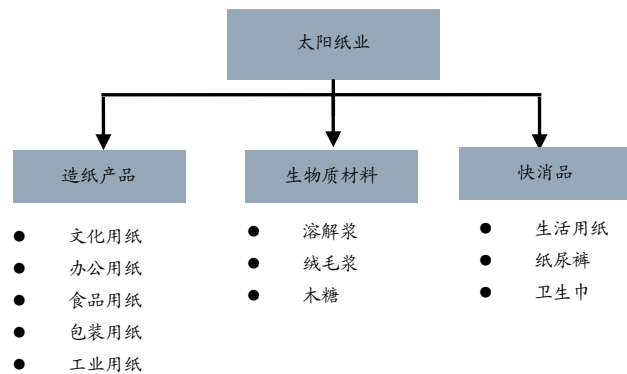 太阳纸业
造纸产品
文化用纸
办公用纸
食品用纸
包装用纸
工业用纸
生物质材料
溶解浆
绒毛浆
木糖
快消品
生活用纸
纸尿裤
卫生巾